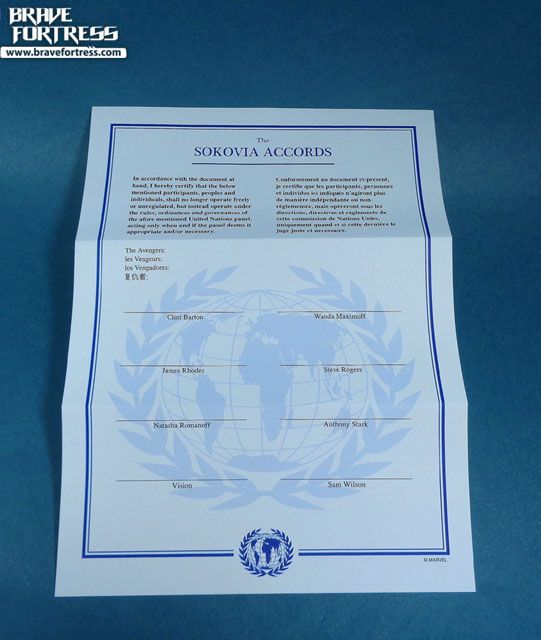 BRAVE
FORTRESS
www.bravefortress.com
The
SOKOVIA ACCORDS
In accordance with the document at
hand, I hereby certify that the below
mentioned participants, peoples and
individuals, shall no longer operate freely
or unregulated, but instead operate under
the rules, ordinances and governances of
the afore mentioned United Nations panel,
acting only when and if the panel deems it
appropriate and/or necessary.
Conformément au document ci-présent,
je certifie que les participants, personnes
et individus ici indiqués n'agiront plus
de manière indépendante ou non-
réglementée, mais opéreront sous les
directions, directives et règlements de
cette commission de Nations Unies,
uniquement quand et si cette dernière le
juge juste et nécessaire.
The Avengers:
les Vengeurs:
los Vengadores:
复仇者:
Clint Barton
Wanda Maximoff
James Rhodes
Steve Rogers
Natasha Romanoff
Anthony Stark
Vision
Sam Wilson
© MARVEL